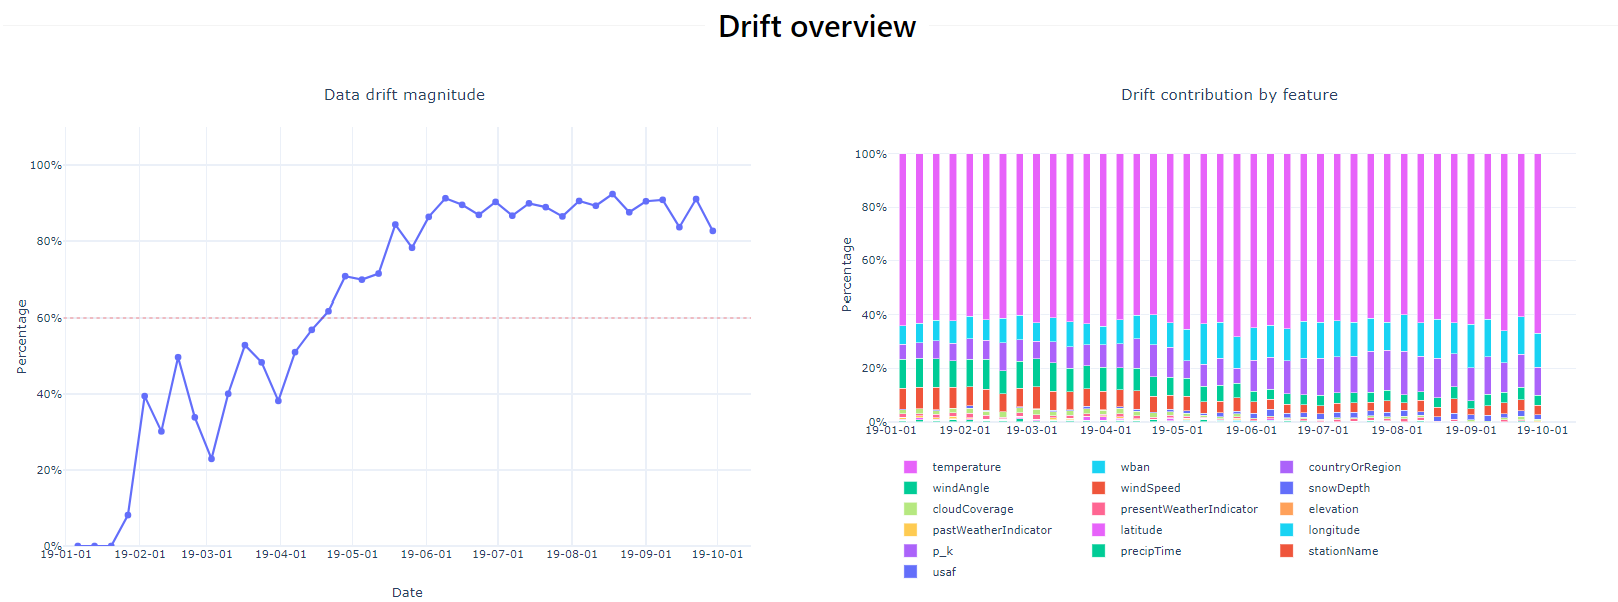 Drift overview
Data drift magnitude
100%
80%
60%
40%
20%
0%
Percentage
19-01-01 19-02-01 19-03-01 19-04-01 19-05-01 19-06-01 19-07-01 19-08-01 19-09-01 19-10-01
Date
Drift contribution by feature
100%
80%
60%
40%
20%
0%
Percentage
19-01-01 19-02-01 19-03-01 19-04-01 19-05-01 19-06-01 19-07-01 19-08-01 19-09-01 19-10-01
temperature wban countryOrRegion
windAngle windSpeed snowDepth
cloudCoverage presentWeatherIndicator elevation
pastWeatherIndicator latitude longitude
p_k precipTime stationName
usaf